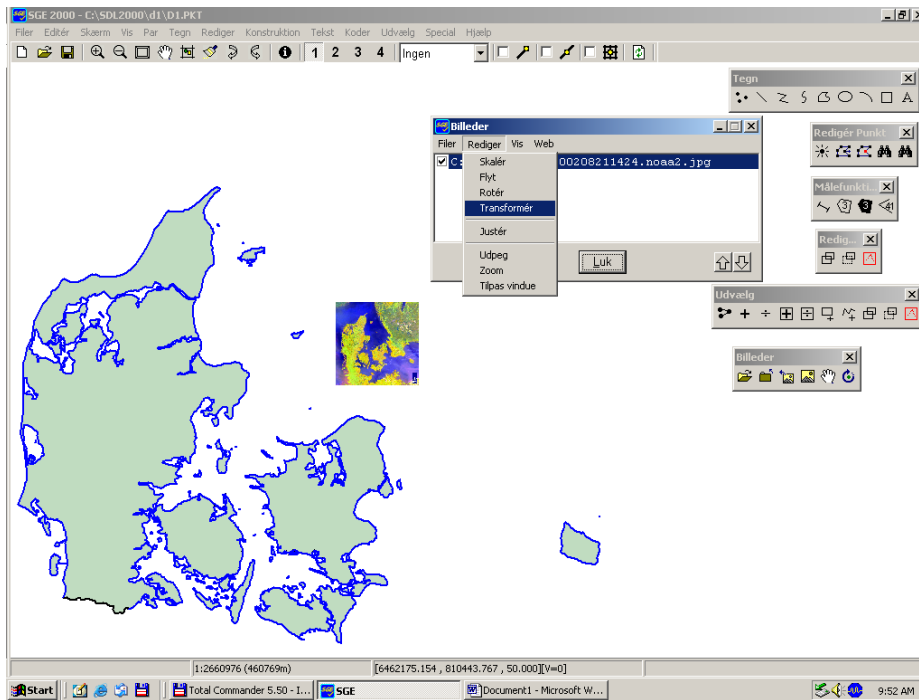 SGE 2000 - C:\SDL2000\d1\D1.PKT
Filer Editér Skærm Vis Par Tegn Rediger Konstruktion Tekst Koder Udvælg Special Hjælp
1 2 3 4 Ingen
Tegn
A
Billeder
Filer Rediger Vis Web
C: 00208211424.noaa2.jpg
Skalér
Flyt
Rotér
Transformér
Justér
Udpeg
Zoom
Tilpas vindue
Luk
Redigér Punkt
Målefunkti...
Redig...
Udvælg
Billeder
1:2660976 (460769m) [6462175.154 , 810443.767 , 50.000][V=0]
Start Total Commander 5.50 - I... SGE Document1 - Microsoft W... 9:52 AM